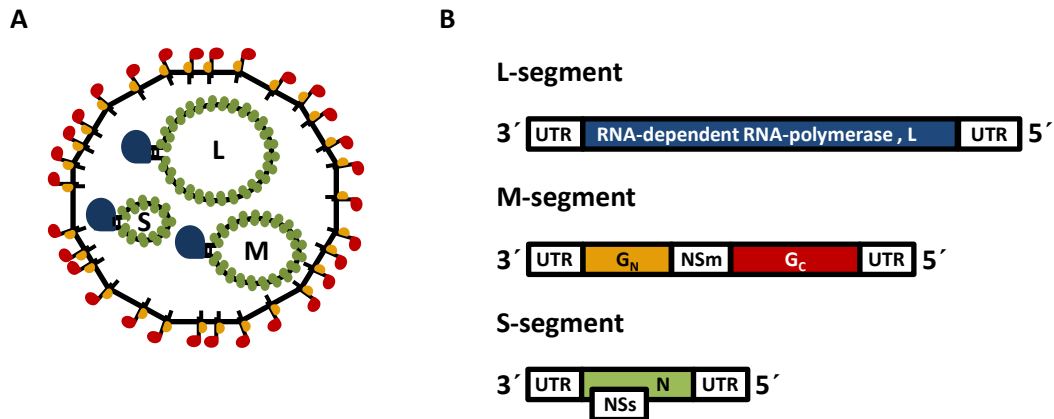 A
L
S
M
B
L-segment
3´ UTR RNA-dependent RNA-polymerase , L UTR 5´
M-segment
3´ UTR GN NSm GC UTR 5´
S-segment
3´ UTR N UTR 5´
NSs